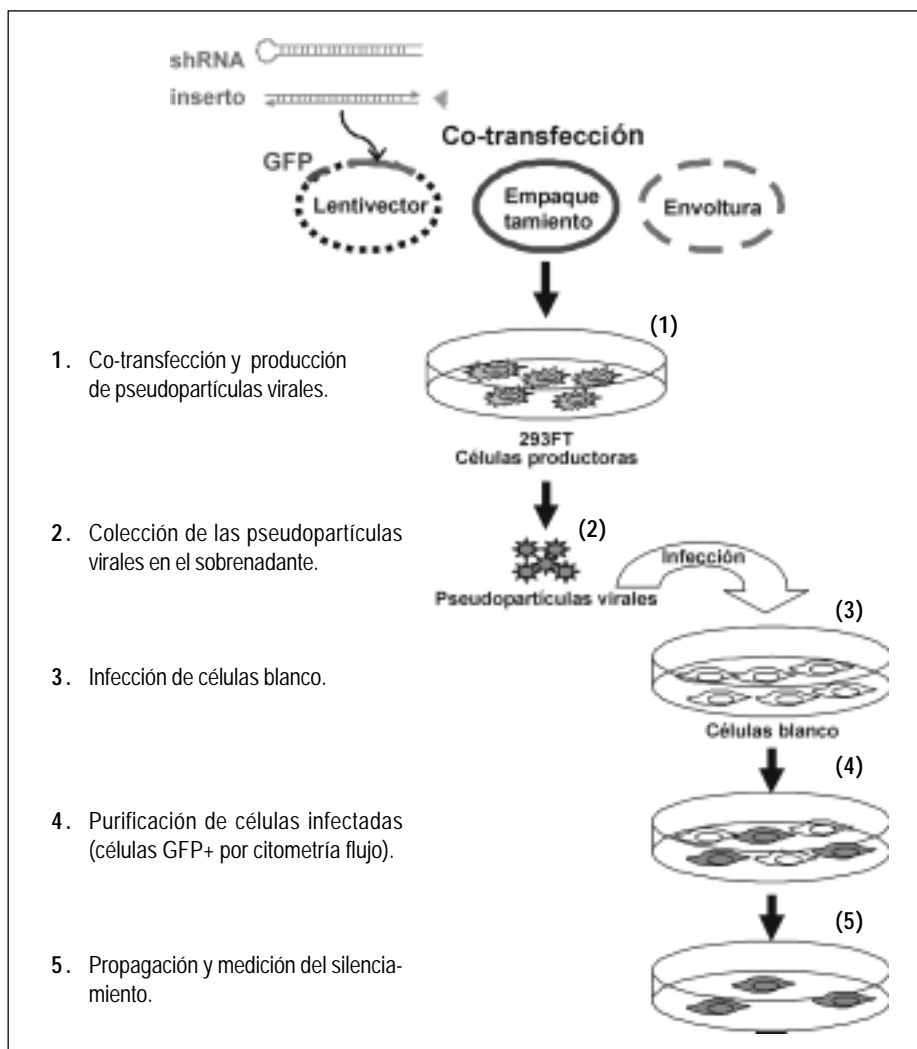 shRNA
inserto
Co-transfección
GFP
Lentivector
Empaque
tamiento
Envoltura
(1)
1. Co-transfección y producción
de pseudopartículas virales.
293FT
Células productoras
2. Colección de las pseudopartículas
virales en el sobrenadante.
(2)
Infección
Pseudopartículas virales
(3)
3. Infección de células blanco.
Células blanco
(4)
4. Purificación de células infectadas
(células GFP+ por citometría flujo).
(5)
5. Propagación y medición del silencia-
miento.